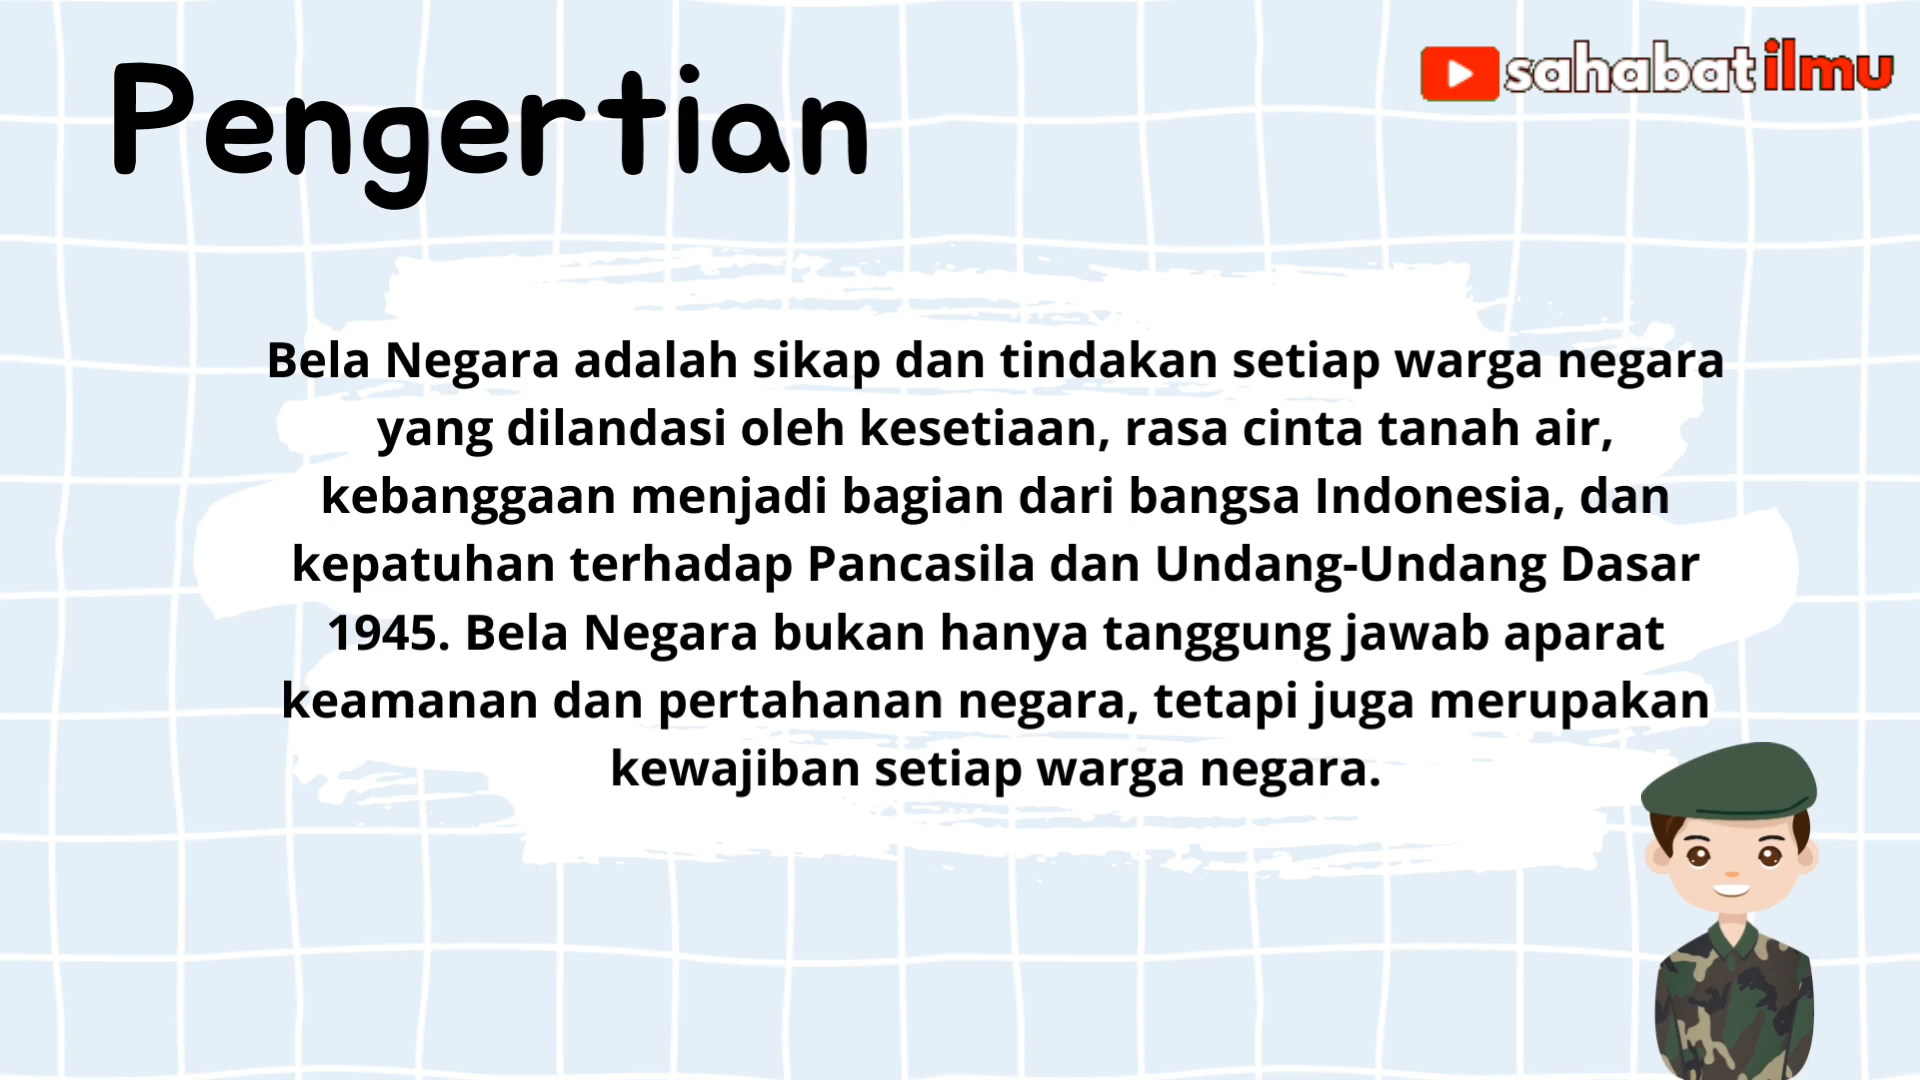 Pengertian
sahabat ilmu
Bela Negara adalah sikap dan tindakan setiap warga negara
yang dilandasi oleh kesetiaan, rasa cinta tanah air,
kebanggaan menjadi bagian dari bangsa Indonesia, dan
kepatuhan terhadap Pancasila dan Undang-Undang Dasar
1945. Bela Negara bukan hanya tanggung jawab aparat
keamanan dan pertahanan negara, tetapi juga merupakan
kewajiban setiap warga negara.